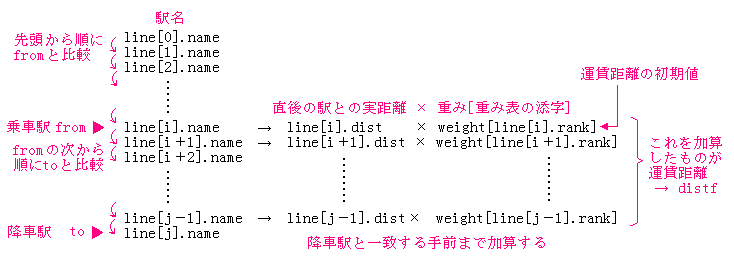 駅名
先頭から順に
fromと比較
line[0].name
line[1].name
line[2].name
運賃距離の初期値
直後の駅との実距離 × 重み[重み表の添字]
乗車駅 from ▶ line[i].name → line[i].dist × weight[line[i].rank]
fromの次から
順にtoと比較
line[i+1].name → line[i+1].dist × weight[line[i+1].rank]
line[i+2].name
これを加算
したものが
運賃距離
→ distf
line[j-1].name → line[j-1].dist× weight[line[j-1].rank]
降車駅 to ▶ line[j].name
降車駅と一致する手前まで加算する